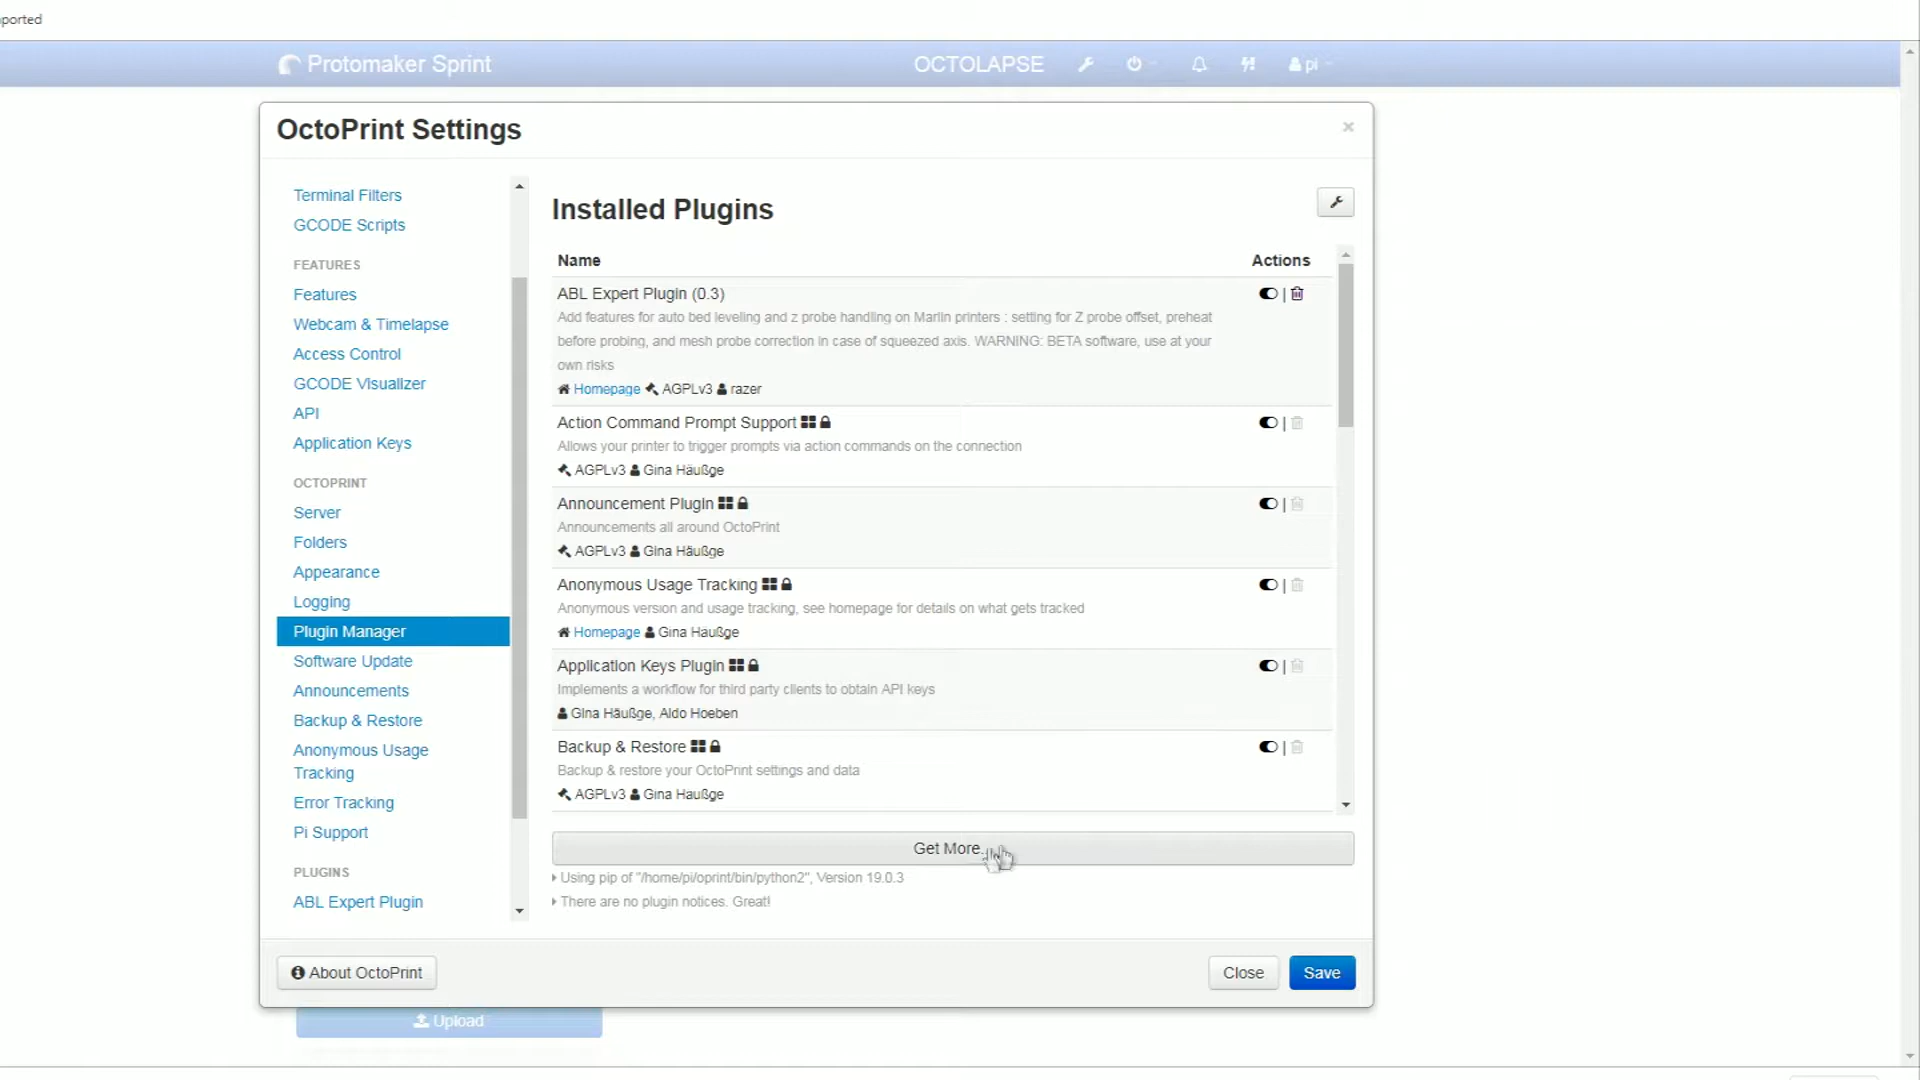 ported
Protomaker Sprint
OCTOLAPSE
pi
OctoPrint Settings
×
Terminal Filters
GCODE Scripts
FEATURES
Features
Webcam & Timelapse
Access Control
GCODE Visualizer
API
Application Keys
OCTOPRINT
Server
Folders
Appearance
Logging
Plugin Manager
Software Update
Announcements
Backup & Restore
Anonymous Usage
Tracking
Error Tracking
Pi Support
PLUGINS
ABL Expert Plugin
Installed Plugins
Name Actions
ABL Expert Plugin (0.3) |
Add features for auto bed leveling and z probe handling on Marlin printers : setting for Z probe offset, preheat
before probing, and mesh probe correction in case of squeezed axis. WARNING: BETA software, use at your
own risks
Homepage AGPLv3 razer
Action Command Prompt Support |
Allows your printer to trigger prompts via action commands on the connection
AGPLv3 Gina Häußge
Announcement Plugin |
Announcements all around OctoPrint
AGPLv3 Gina Häußge
Anonymous Usage Tracking |
Anonymous version and usage tracking, see homepage for details on what gets tracked
Homepage Gina Häußge
Application Keys Plugin |
Implements a workflow for third party clients to obtain API keys
Gina Häußge, Aldo Hoeben
Backup & Restore |
Backup & restore your OctoPrint settings and data
AGPLv3 Gina Häußge
Get More...
Using pip of "/home/pi/oprint/bin/python2", Version 19.0.3
There are no plugin notices. Great!
About OctoPrint
Close
Save
Upload